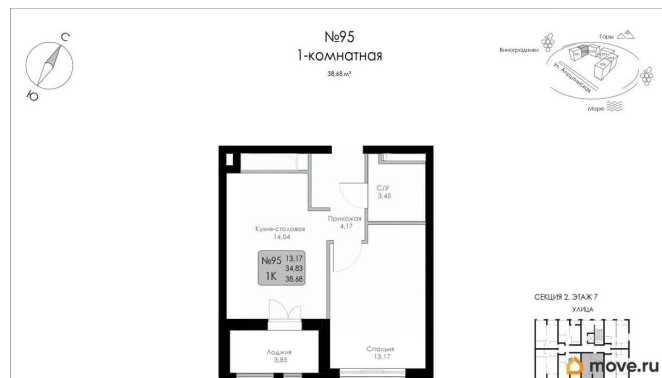 №95
1-комнатная
38,68 м²
С
Ю
Горы
Виноградники
ул. Алуштинская
Море
С/У
3,45
Прихожая
4,17
Кухня-столовая
14,04
№95 13,17
34,83
1К 38,68
Лоджия
3,85
Спальня
13,17
СЕКЦИЯ 2, ЭТАЖ 7
УЛИЦА
move.ru